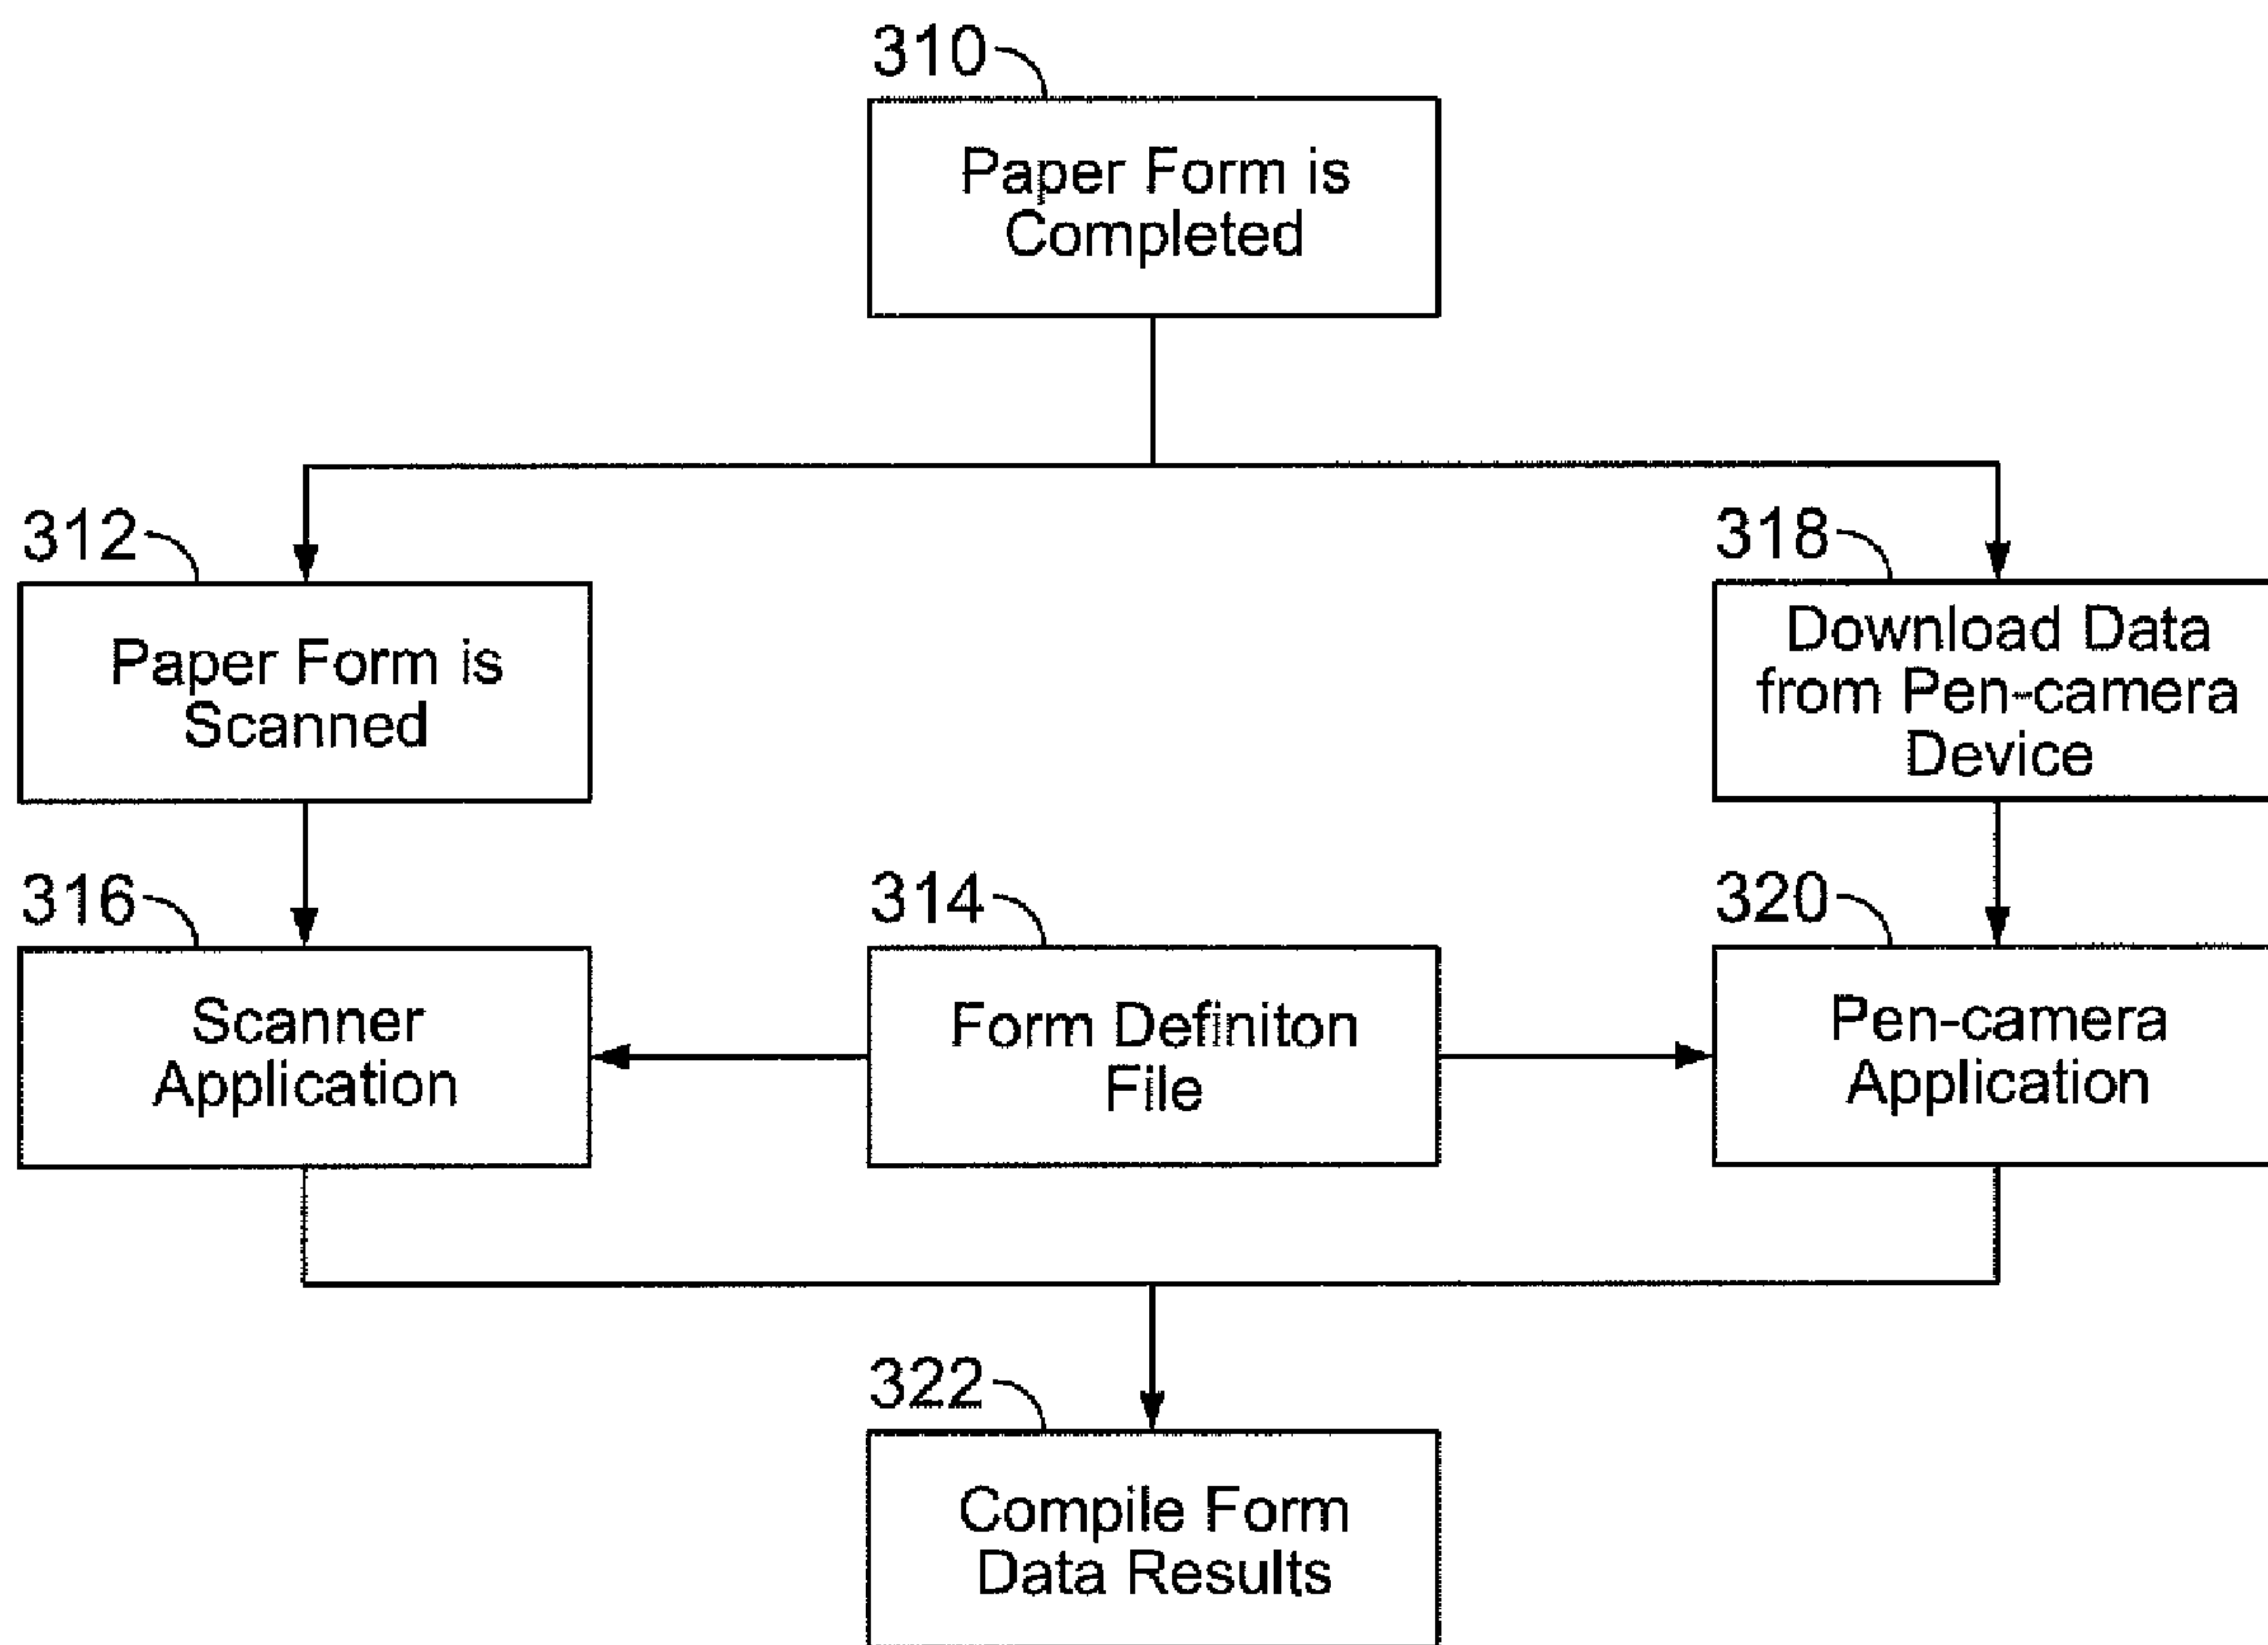 310
Paper Form is
Completed
312
Paper Form is
Scanned
318
Download Data
from Pen-camera
Device
316
Scanner
Application
314
Form Definiton
File
320
Pen-camera
Application
322
Compile Form
Data Results